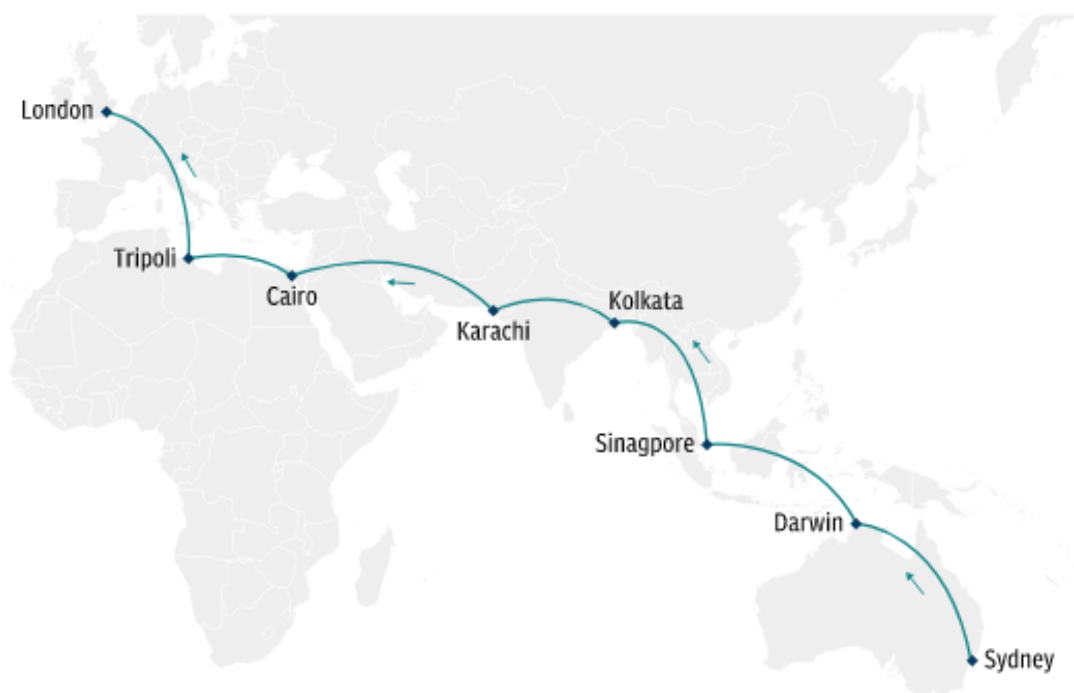 London
Tripoli
Cairo
Karachi
Kolkata
Sinagpore
Darwin
Sydney